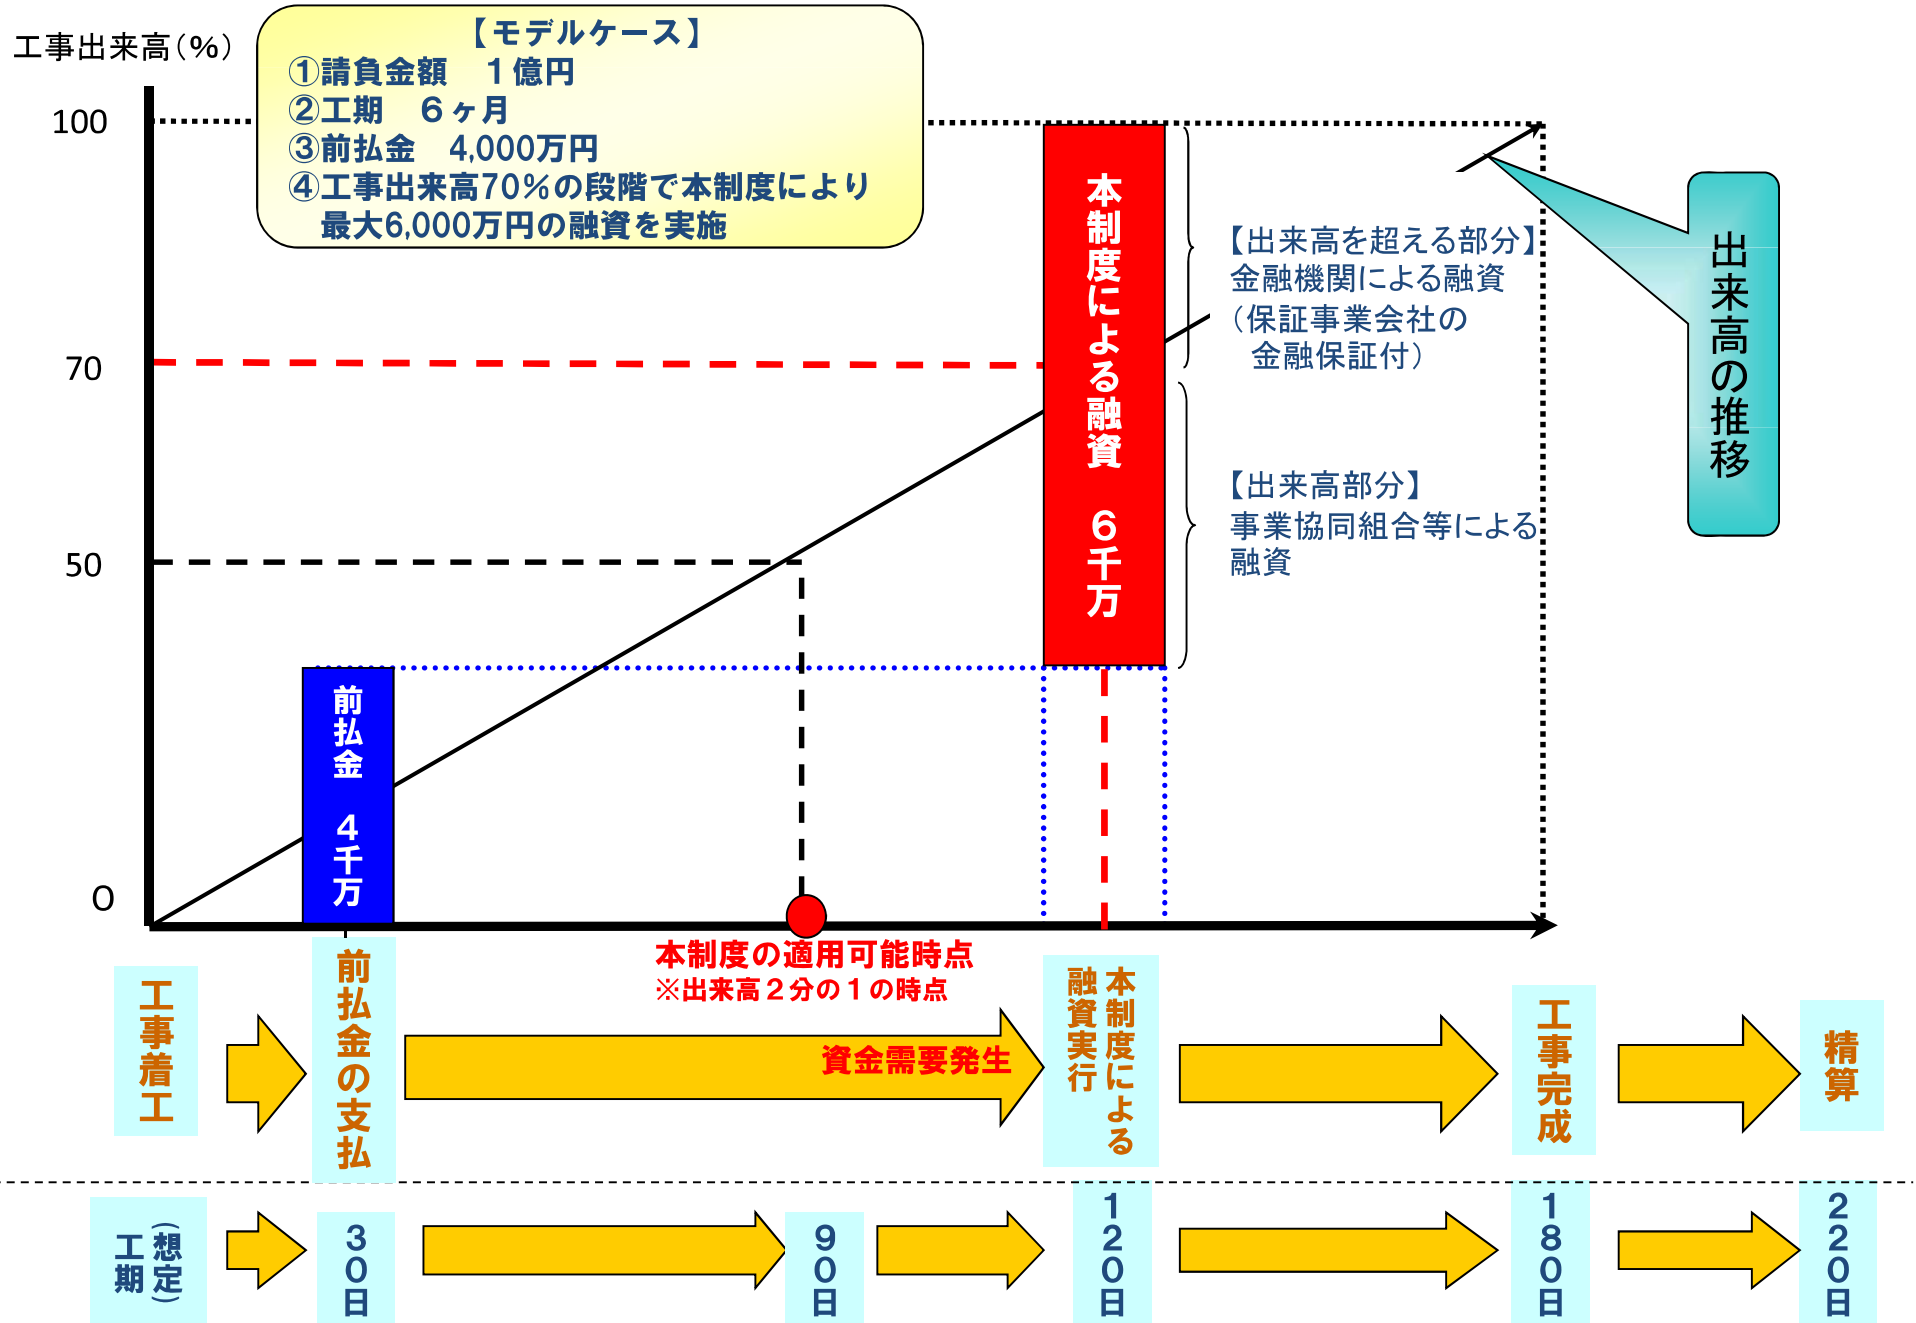 工事出来高(%)
【モデルケース】
①請負金額　１億円
②工期　６ヶ月
③前払金　4,000万円
④工事出来高70%の段階で本制度により
最大6,000万円の融資を実施
100
70
50
0
本制度による融資　６千万
【出来高を超える部分】
金融機関による融資
（保証事業会社の
金融保証付）
【出来高部分】
事業協同組合等による
融資
出来高の推移
前払金　４千万
本制度の適用可能時点
※出来高２分の１の時点
工事着工
前払金の支払
資金需要発生
本制度による
融資実行
工事完成
精算
(想定)
工期
３０日
９０日
１２０日
１８０日
２２０日